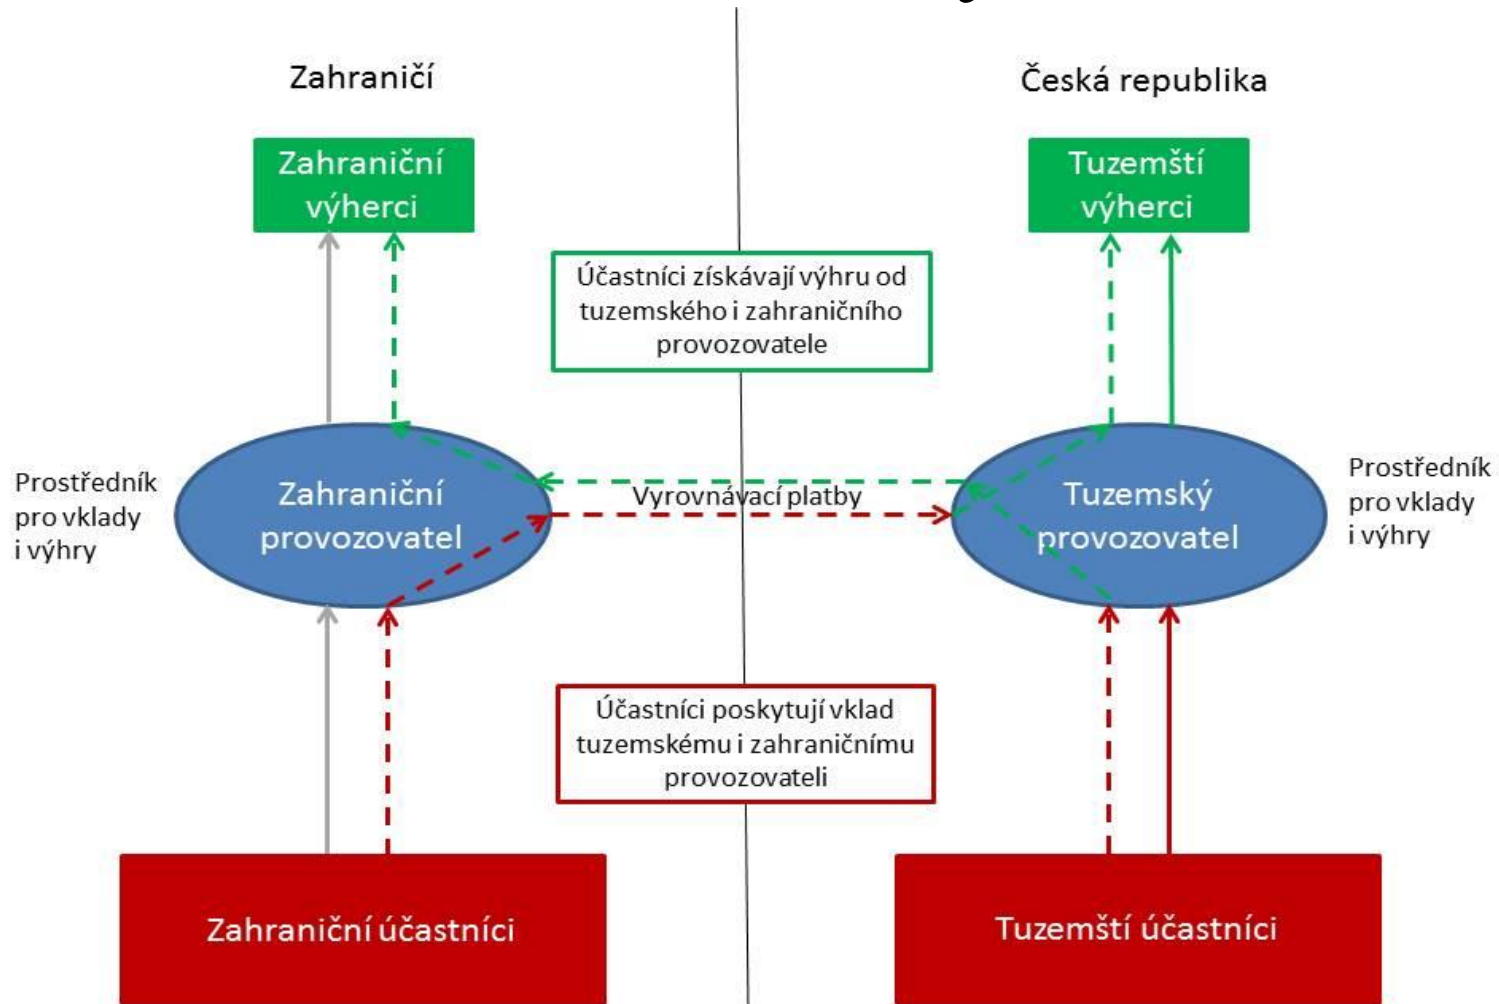 Zahraničí
Česká republika
Zahraniční
výherci
Tuzemští
výherci
Účastníci získávají výhru od
tuzemského i zahraničního
provozovatele
Prostředník
pro vklady
i výhry
Zahraniční
provozovatel
Vyrovnávací platby
Tuzemský
provozovatel
Prostředník
pro vklady
i výhry
Účastníci poskytují vklad
tuzemskému i zahraničnímu
provozovateli
Zahraniční účastníci
Tuzemští účastníci